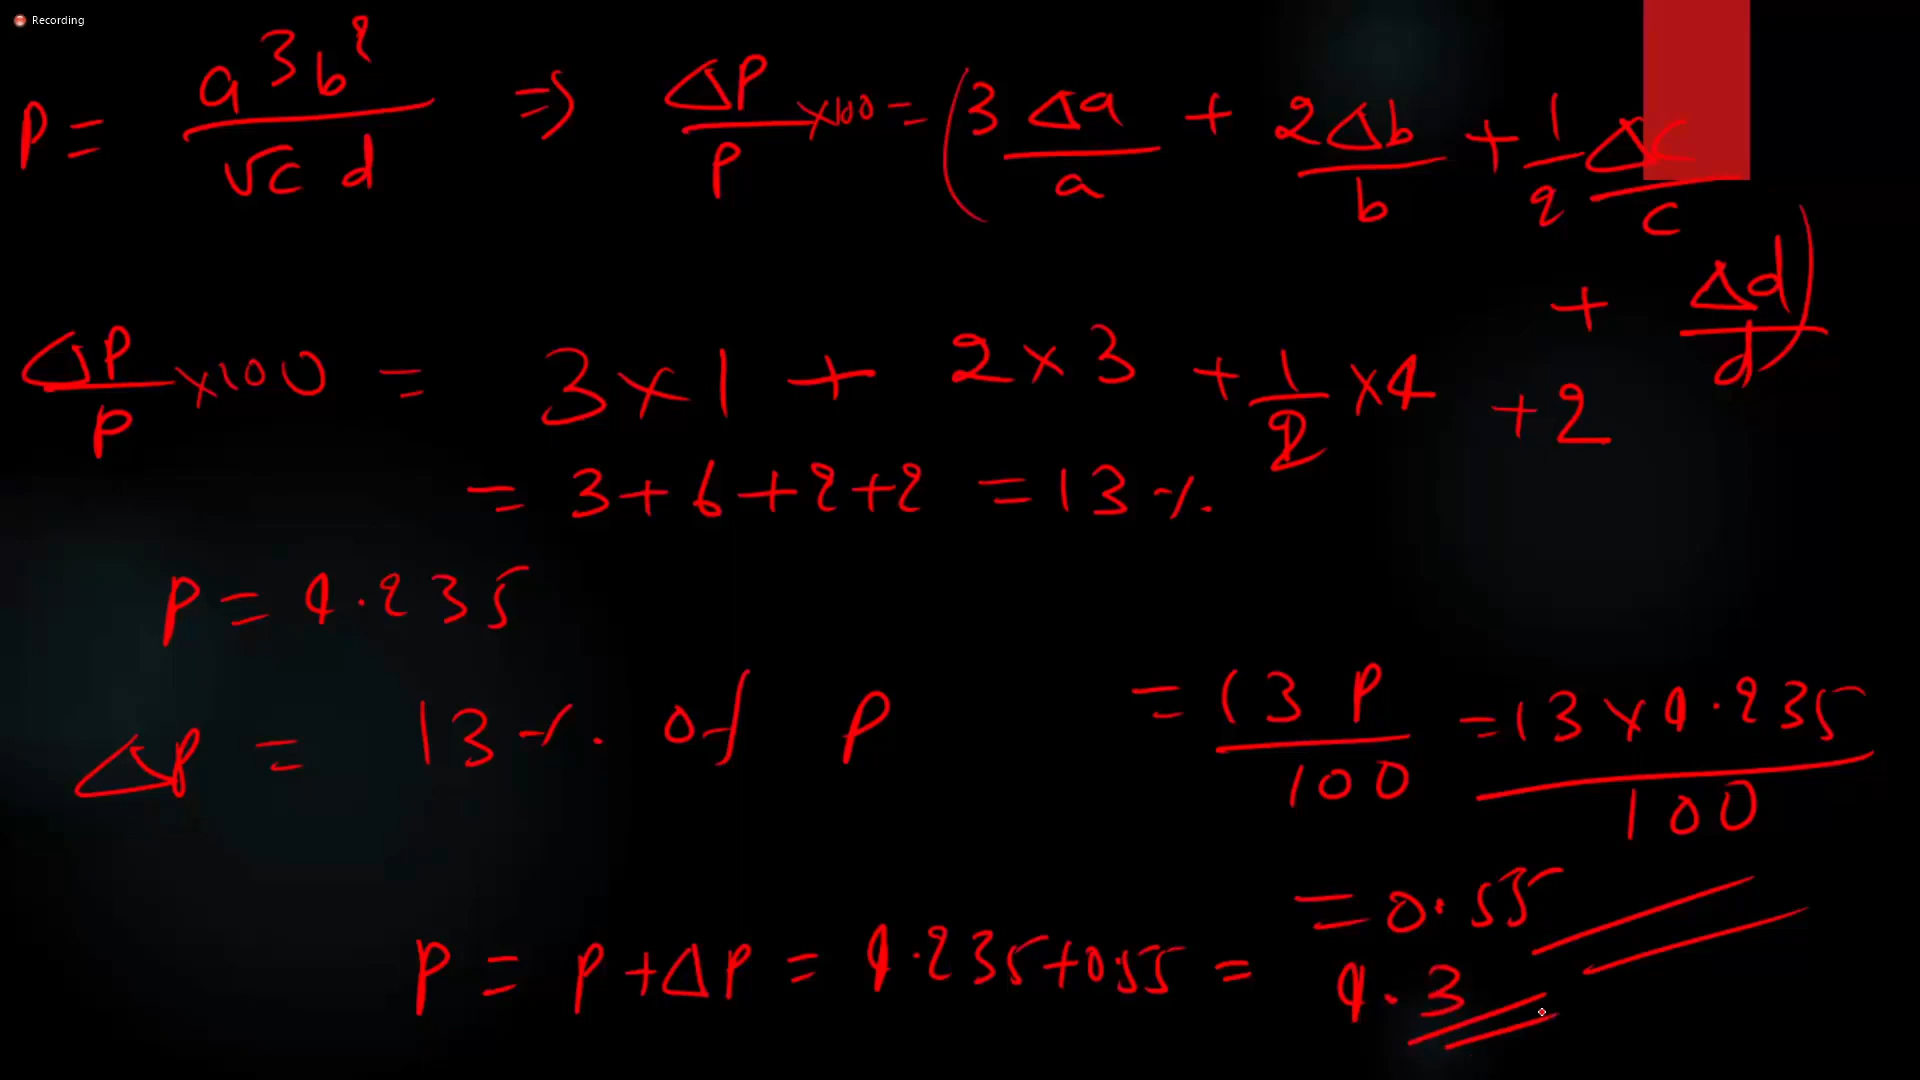 Recording
P = a³b² / √c d ⇒ ΔP/P ×100 = (3 Δa/a + 2Δb/b + 1/2 Δc/c
+ Δd/d)
ΔP/P ×100 = 3×1 + 2×3 + 1/2 ×4 +2
= 3+6+2+2 = 13 %.
P = 4.235
ΔP = 13 %. of P = 13 P / 100 = 13 × 4.235 / 100
= 0.55
P = P + ΔP = 4.235+0.55 = 4.3